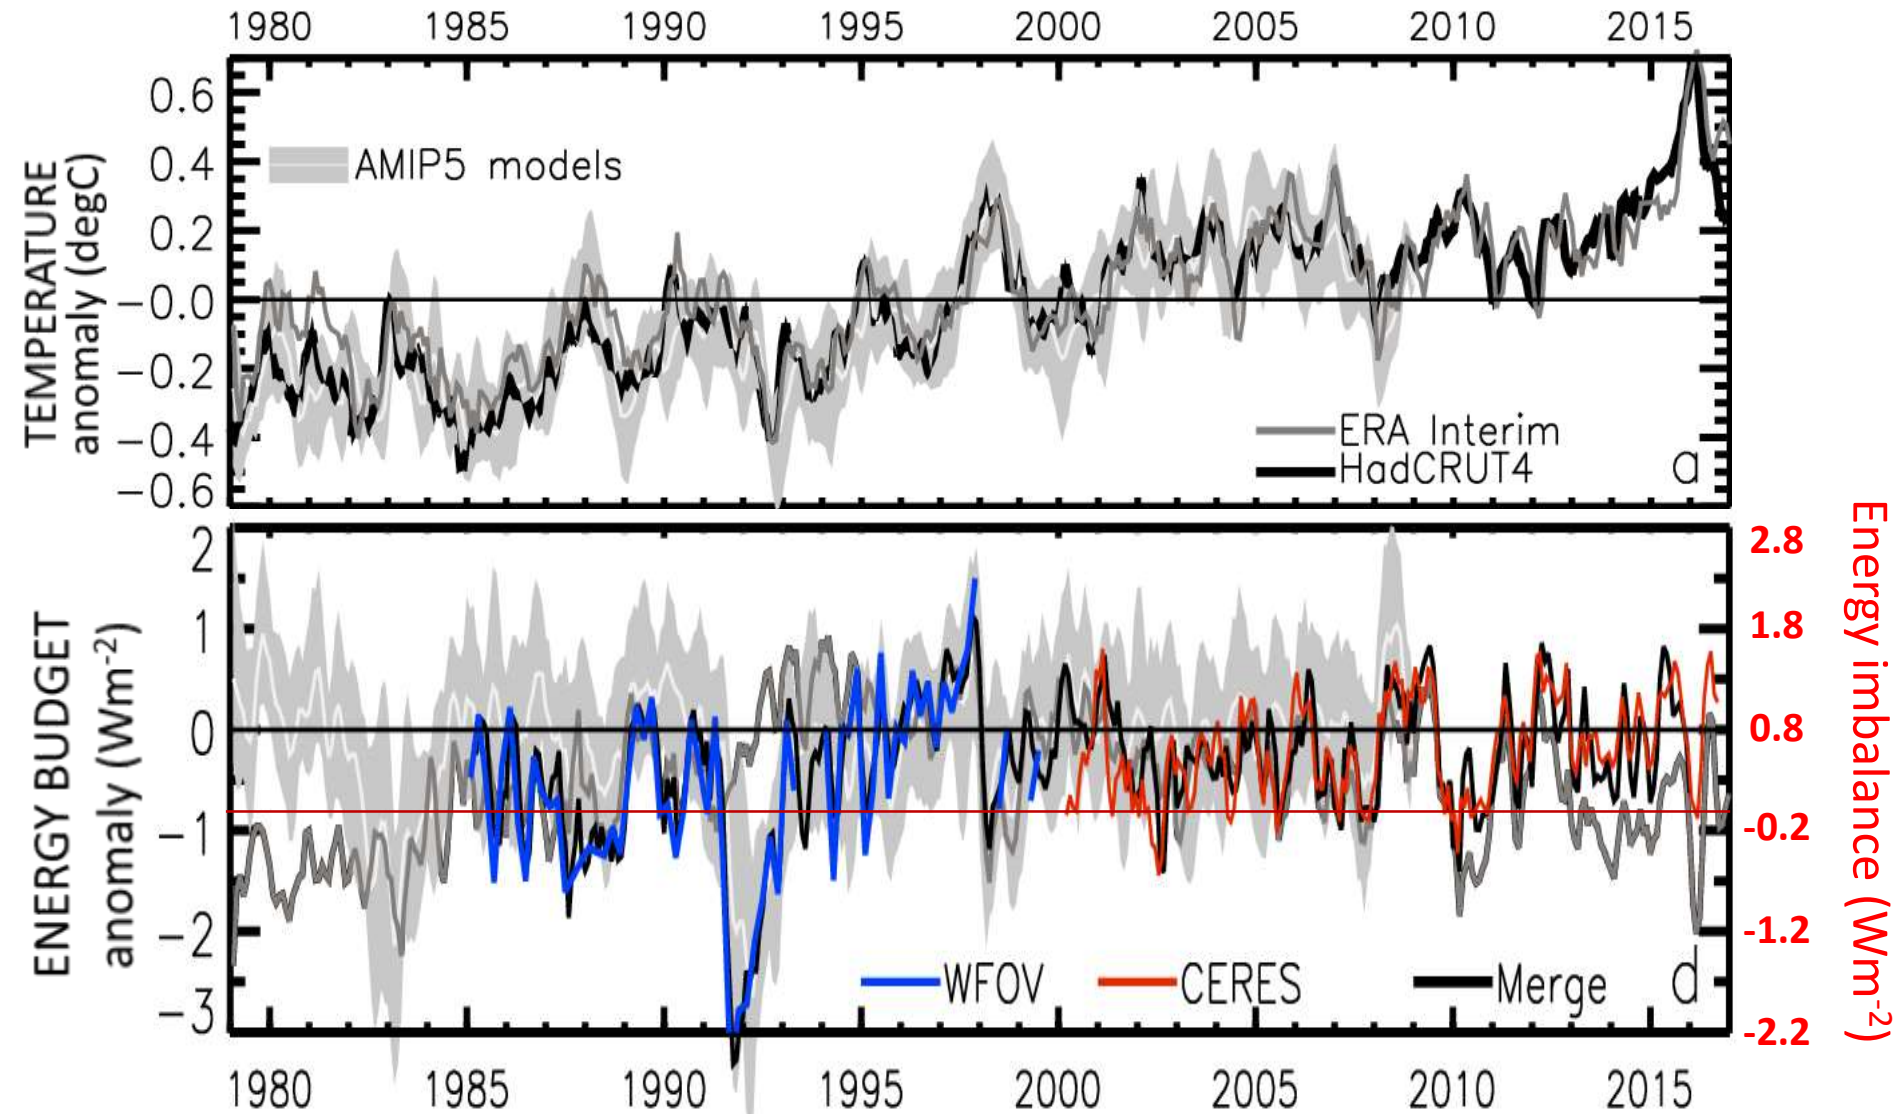 1980 1985 1990 1995 2000 2005 2010 2015
TEMPERATURE
anomaly (degC)
0.6
0.4
0.2
−0.0
−0.2
−0.4
−0.6
AMIP5 models
ERA Interim
HadCRUT4
a
ENERGY BUDGET
anomaly (Wm-2)
2
1
0
−1
−2
−3
WFOV CERES Merge d
2.8
1.8
0.8
-0.2
-1.2
-2.2
Energy imbalance (Wm-2)
1980 1985 1990 1995 2000 2005 2010 2015